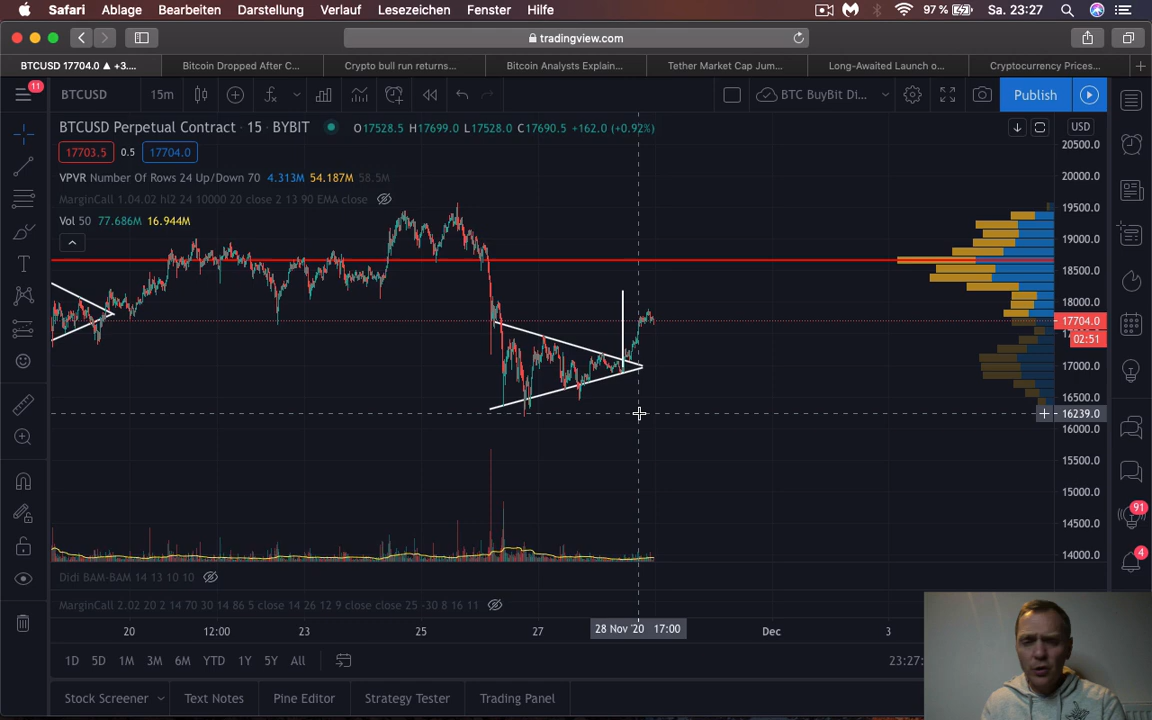 Safari Ablage Bearbeiten Darstellung Verlauf Lesezeichen Fenster Hilfe 97 % Sa. 23:27
tradingview.com
BTCUSD 17704.0 ▲ +3.... Bitcoin Dropped After C... Crypto bull run returns... Bitcoin Analysts Explain... Tether Market Cap Jum... Long-Awaited Launch o... Cryptocurrency Prices...
11 BTCUSD 15m BTC BuyBit Di... Publish
BTCUSD Perpetual Contract · 15 · BYBIT O17528.5 H17699.0 L17528.0 C17690.5 +162.0 (+0.92%) USD
17703.5 0.5 17704.0
VPVR Number Of Rows 24 Up/Down 70 4.313M 54.187M 58.5M
MarginCall 1.04.02 hl2 24 10000 20 close 2 13 90 EMA close
Vol 50 77.686M 16.944M
20500.0
20000.0
19500.0
19000.0
18500.0
18000.0
17704.0
02:51
17000.0
16500.0
16239.0
16000.0
15500.0
15000.0
14500.0
14000.0
91
4
Didi BAM-BAM 14 13 10 10
MarginCall 2.02 20 2 14 70 30 14 86 5 close 14 26 12 9 close close 25 -30 8 16 11
20 12:00 23 25 27 28 Nov '20 17:00 Dec 3
1D 5D 1M 3M 6M YTD 1Y 5Y All 23:27:
Stock Screener Text Notes Pine Editor Strategy Tester Trading Panel